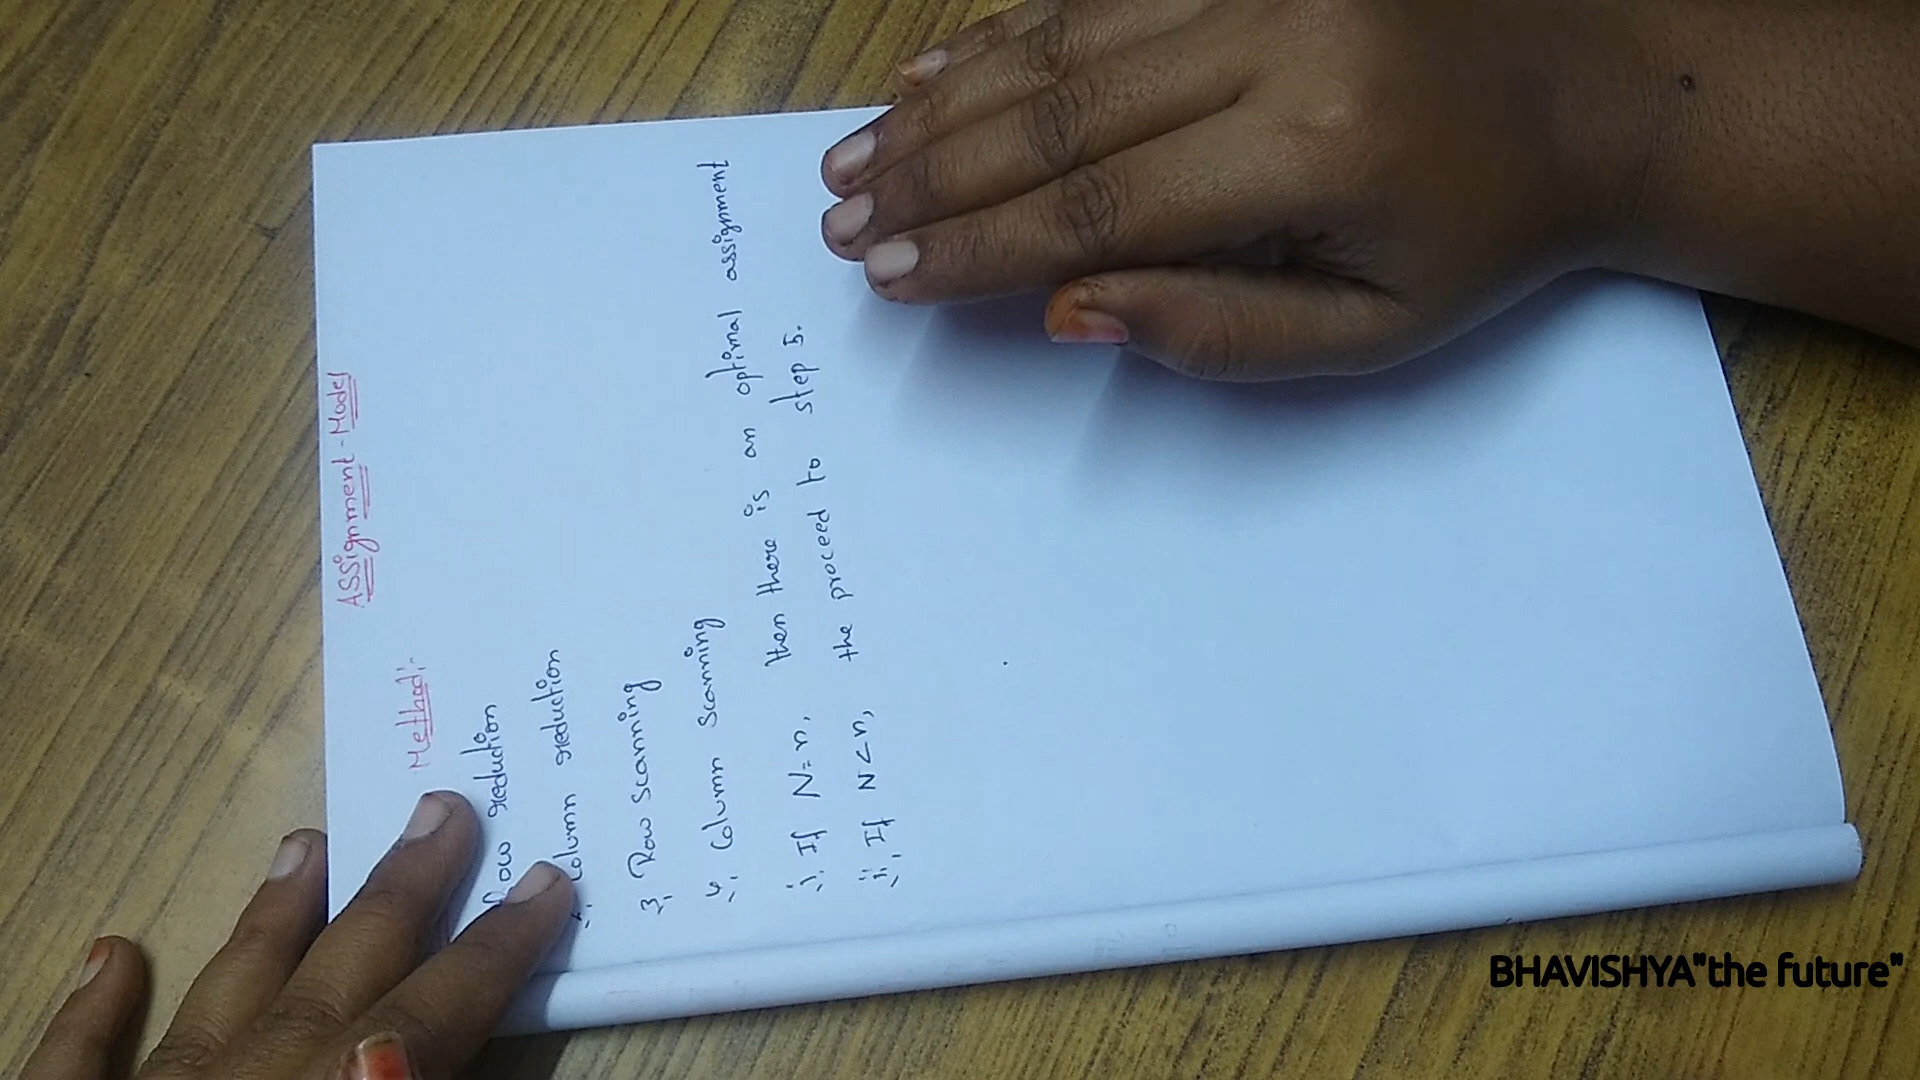 ASSignment - Model
Method:-
Row reduction
2, Column reduction
3, Row Scanning
4, Column Scanning
i, If N=n, then there is an optimal assignment
ii, If N<n, the proceed to step 5.
BHAVISHYA"the future"